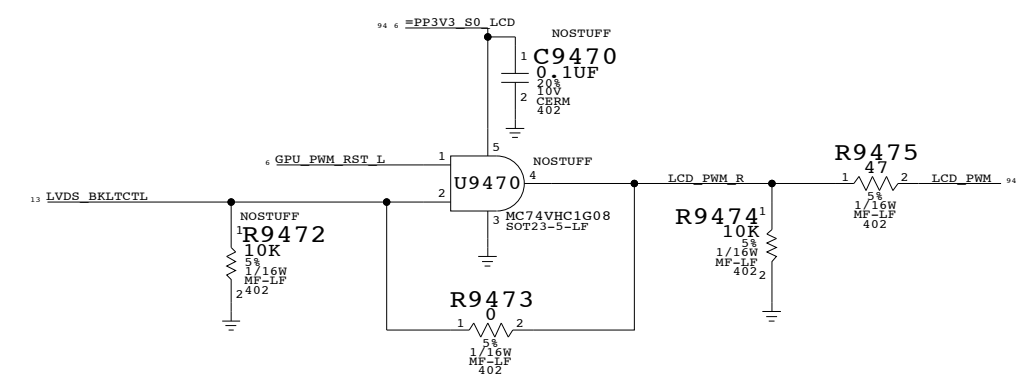 94 6 =PP3V3_S0_LCD
NOSTUFF
1 C9470
0.1UF
20%
10V
2 CERM
402
6 GPU_PWM_RST_L 1
5
NOSTUFF
U9470 4
13 LVDS_BKLTCTL 2
3 MC74VHC1G08
SOT23-5-LF
LCD_PWM_R
R9475
1 47 2
5%
1/16W
MF-LF
402
LCD_PWM 94
NOSTUFF
1 R9472
10K
5%
1/16W
MF-LF
2 402
R9474 1
10K
5%
1/16W
MF-LF
402 2
R9473
1 0 2
5%
1/16W
MF-LF
402